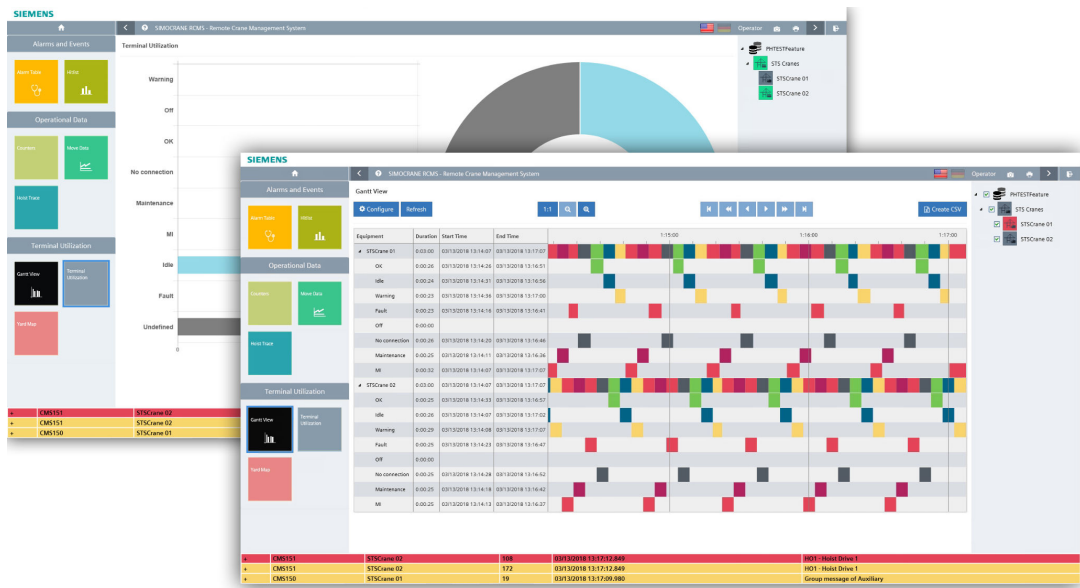 SIEMENS
SIMOCRANE RCMS - Remote Crane Management System
Operator
Alarms and Events
Terminal Utilization
PHTESTFeature
STS Cranes
STSCrane 01
STSCrane 02
Alarm Table
Hitlist
Warning
Off
OK
No connection
Maintenance
MI
Idle
Fault
Undefined
0
Operational Data
Counters
Move Data
Hoist Trace
Terminal Utilization
Gantt View
Terminal Utilization
Yard Map
+ CMS151 STSCrane 02
+ CMS151 STSCrane 02
+ CMS150 STSCrane 01
SIEMENS
SIMOCRANE RCMS - Remote Crane Management System
Operator
Alarms and Events
Gantt View
PHTESTFeature
STS Cranes
STSCrane 01
STSCrane 02
Alarm Table
Hitlist
Configure Refresh 1:1 Create CSV
Operational Data
Counters
Move Data
Hoist Trace
Terminal Utilization
Gantt View
Terminal Utilization
Yard Map
Equipment Duration Start Time End Time 1:15:00 1:16:00 1:17:00
STSCrane 01 0:03:00 03/13/2018 13:14:07 03/13/2018 13:17:07
OK 0:00:26 03/13/2018 13:14:26 03/13/2018 13:16:51
Idle 0:00:24 03/13/2018 13:14:31 03/13/2018 13:16:56
Warning 0:00:23 03/13/2018 13:14:36 03/13/2018 13:17:00
Fault 0:00:23 03/13/2018 13:14:16 03/13/2018 13:16:41
Off 0:00:00
No connection 0:00:26 03/13/2018 13:14:20 03/13/2018 13:16:46
Maintenance 0:00:25 03/13/2018 13:14:11 03/13/2018 13:16:36
MI 0:00:32 03/13/2018 13:14:07 03/13/2018 13:17:07
STSCrane 02 0:03:00 03/13/2018 13:14:07 03/13/2018 13:17:07
OK 0:00:25 03/13/2018 13:14:33 03/13/2018 13:16:57
Idle 0:00:26 03/13/2018 13:14:07 03/13/2018 13:17:02
Warning 0:00:29 03/13/2018 13:14:08 03/13/2018 13:17:07
Fault 0:00:25 03/13/2018 13:14:23 03/13/2018 13:16:47
Off 0:00:00
No connection 0:00:25 03/13/2018 13:14:28 03/13/2018 13:16:52
Maintenance 0:00:25 03/13/2018 13:14:18 03/13/2018 13:16:42
MI 0:00:25 03/13/2018 13:14:13 03/13/2018 13:16:37
+ CMS151 STSCrane 02 108 03/13/2018 13:17:12.849 HO1 - Hoist Drive 1
+ CMS151 STSCrane 02 172 03/13/2018 13:17:12.849 HO1 - Hoist Drive 1
+ CMS150 STSCrane 01 19 03/13/2018 13:17:09.980 Group message of Auxiliary